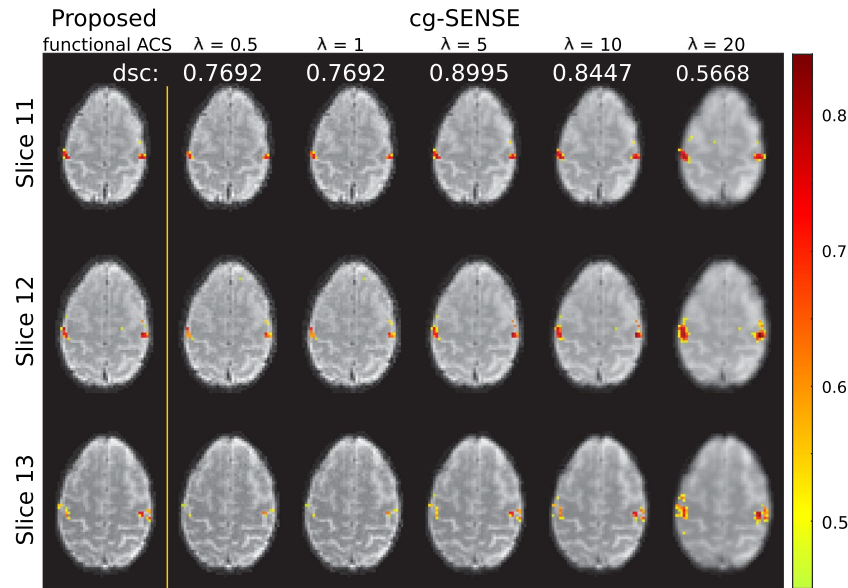 Proposed cg-SENSE
functional ACS λ = 0.5 λ = 1 λ = 5 λ = 10 λ = 20
dsc: 0.7692 0.7692 0.8995 0.8447 0.5668
Slice 11
Slice 12
Slice 13
0.8
0.7
0.6
0.5